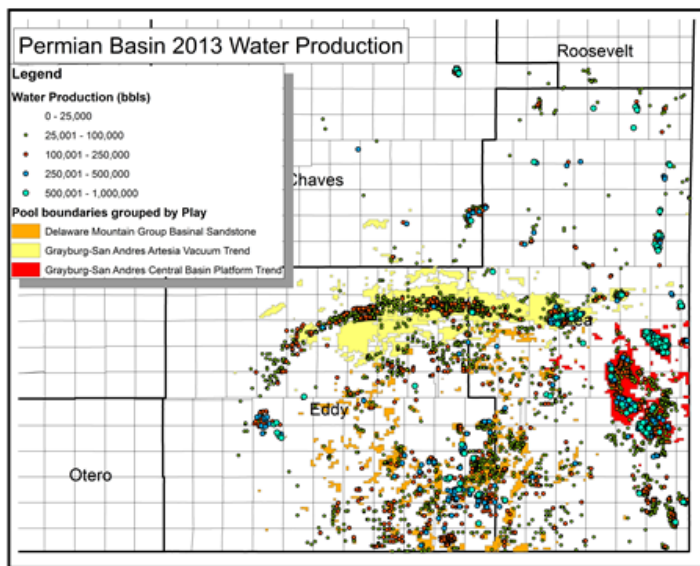 Permian Basin 2013 Water Production
Roosevelt
Legend
Water Production (bbls)
0 - 25,000
25,001 - 100,000
100,001 - 250,000
250,001 - 500,000
500,001 - 1,000,000
Chaves
Pool boundaries grouped by Play
Delaware Mountain Group Basinal Sandstone
Grayburg-San Andres Artesia Vacuum Trend
Grayburg-San Andres Central Basin Platform Trend
Eddy
Otero